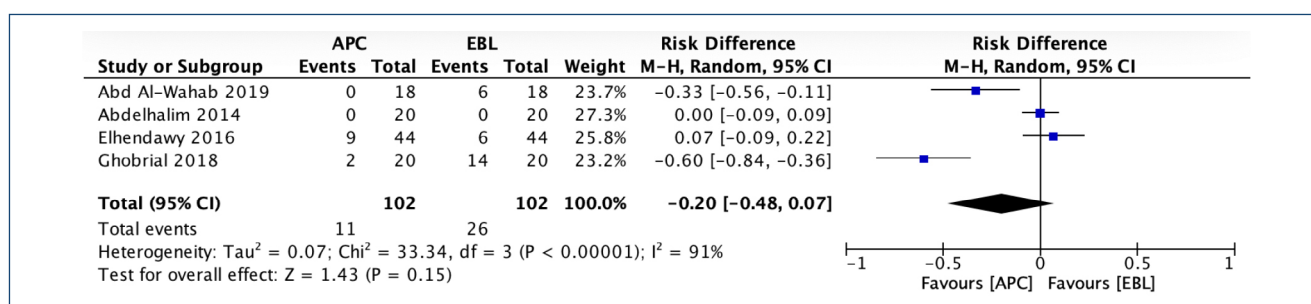 APC EBL Risk Difference Risk Difference
Study or Subgroup Events Total Events Total Weight M-H, Random, 95% CI M-H, Random, 95% CI
Abd Al-Wahab 2019 0 18 6 18 23.7% -0.33 [-0.56, -0.11]
Abdelhalim 2014 0 20 0 20 27.3% 0.00 [-0.09, 0.09]
Elhendawy 2016 9 44 6 44 25.8% 0.07 [-0.09, 0.22]
Ghobrial 2018 2 20 14 20 23.2% -0.60 [-0.84, -0.36]
Total (95% CI) 102 102 100.0% -0.20 [-0.48, 0.07]
Total events 11 26
Heterogeneity: Tau² = 0.07; Chi² = 33.34, df = 3 (P < 0.00001); I² = 91%
Test for overall effect: Z = 1.43 (P = 0.15)
-1 -0.5 0 0.5 1
Favours [APC] Favours [EBL]